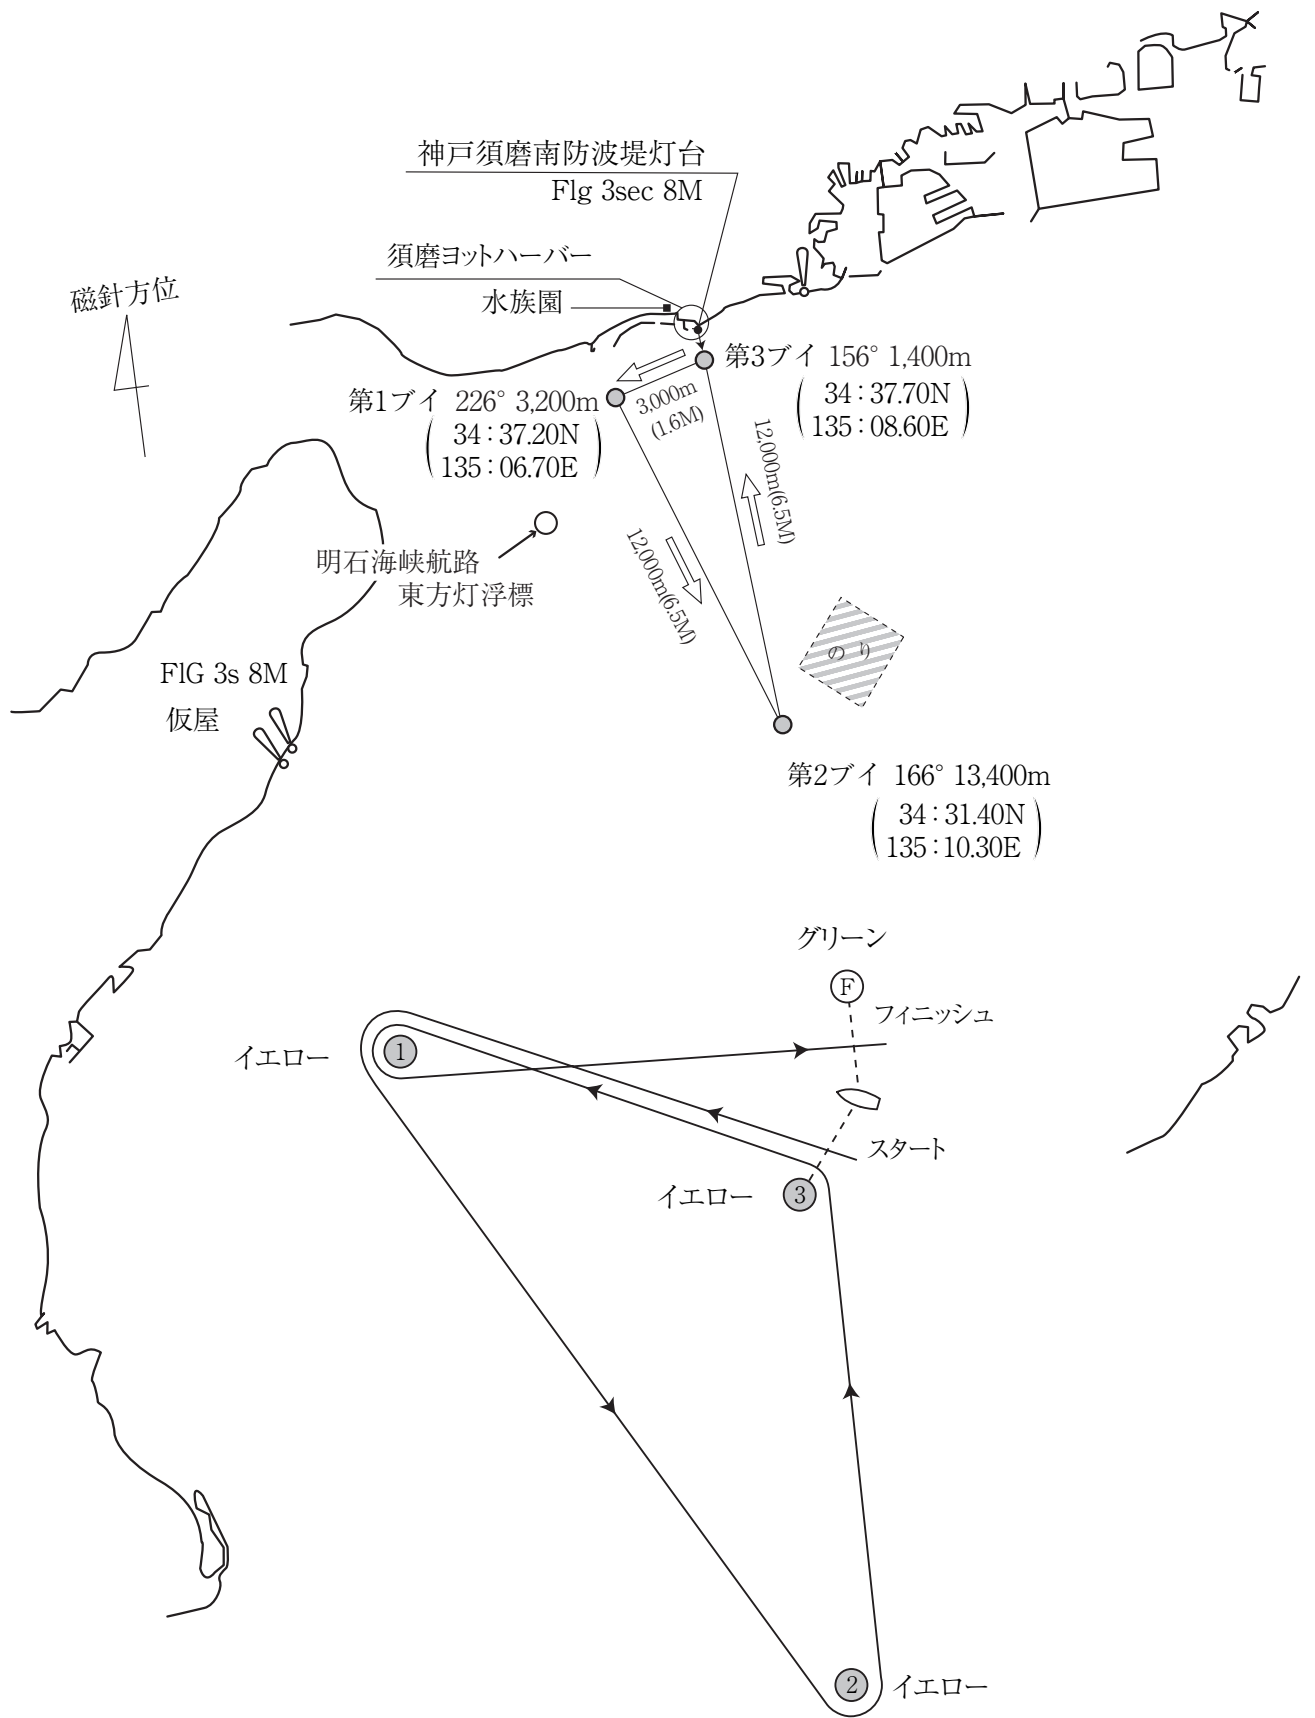 神戸須磨南防波堤灯台
Flg 3sec 8M
須磨ヨットハーバー
水族園
磁針方位
第3ブイ 156° 1,400m
34:37.70N
135:08.60E
第1ブイ 226° 3,200m
34:37.20N
135:06.70E
3,000m
(1.6M)
12,000m(6.5M)
12,000m(6.5M)
明石海峡航路
東方灯浮標
のり
FlG 3s 8M
仮屋
第2ブイ 166° 13,400m
34:31.40N
135:10.30E
グリーン
F
フィニッシュ
イエロー
1
スタート
イエロー
3
2
イエロー